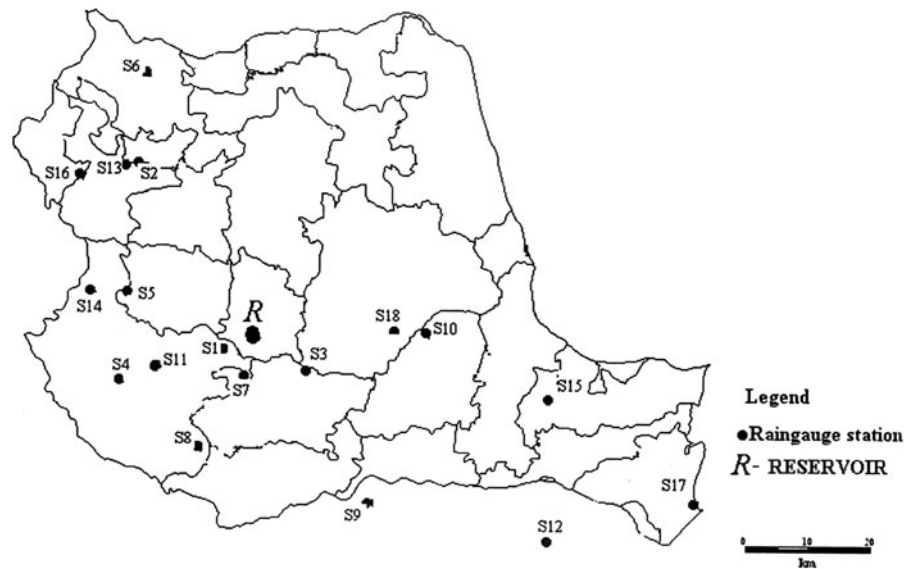 S6
S16
S13
S2
S14
S5
R
S18
S10
S1
S3
S4
S11
S7
S15
S8
S9
S12
S17
Legend
Raingauge station
R- RESERVOIR
0 10 20
km